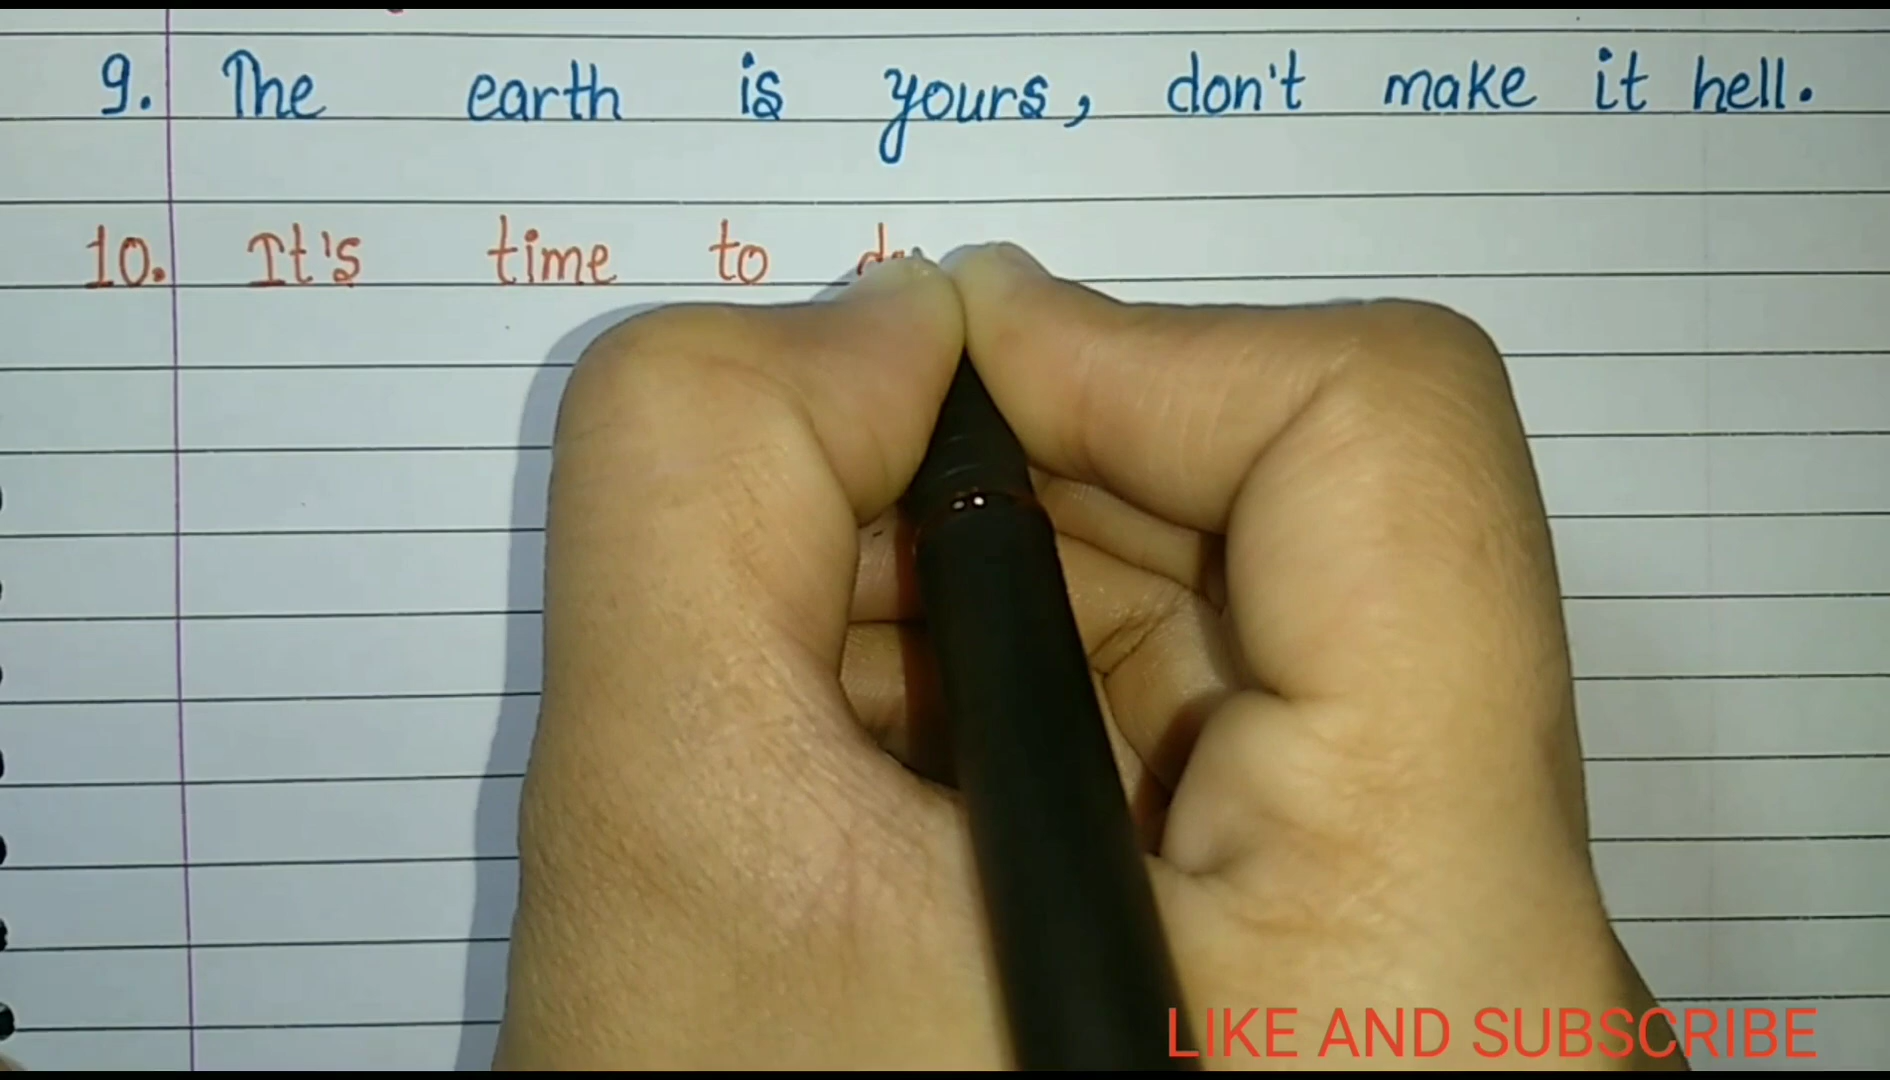 9. The earth is yours, don't make it hell.
10. It's time to
LIKE AND SUBSCRIBE